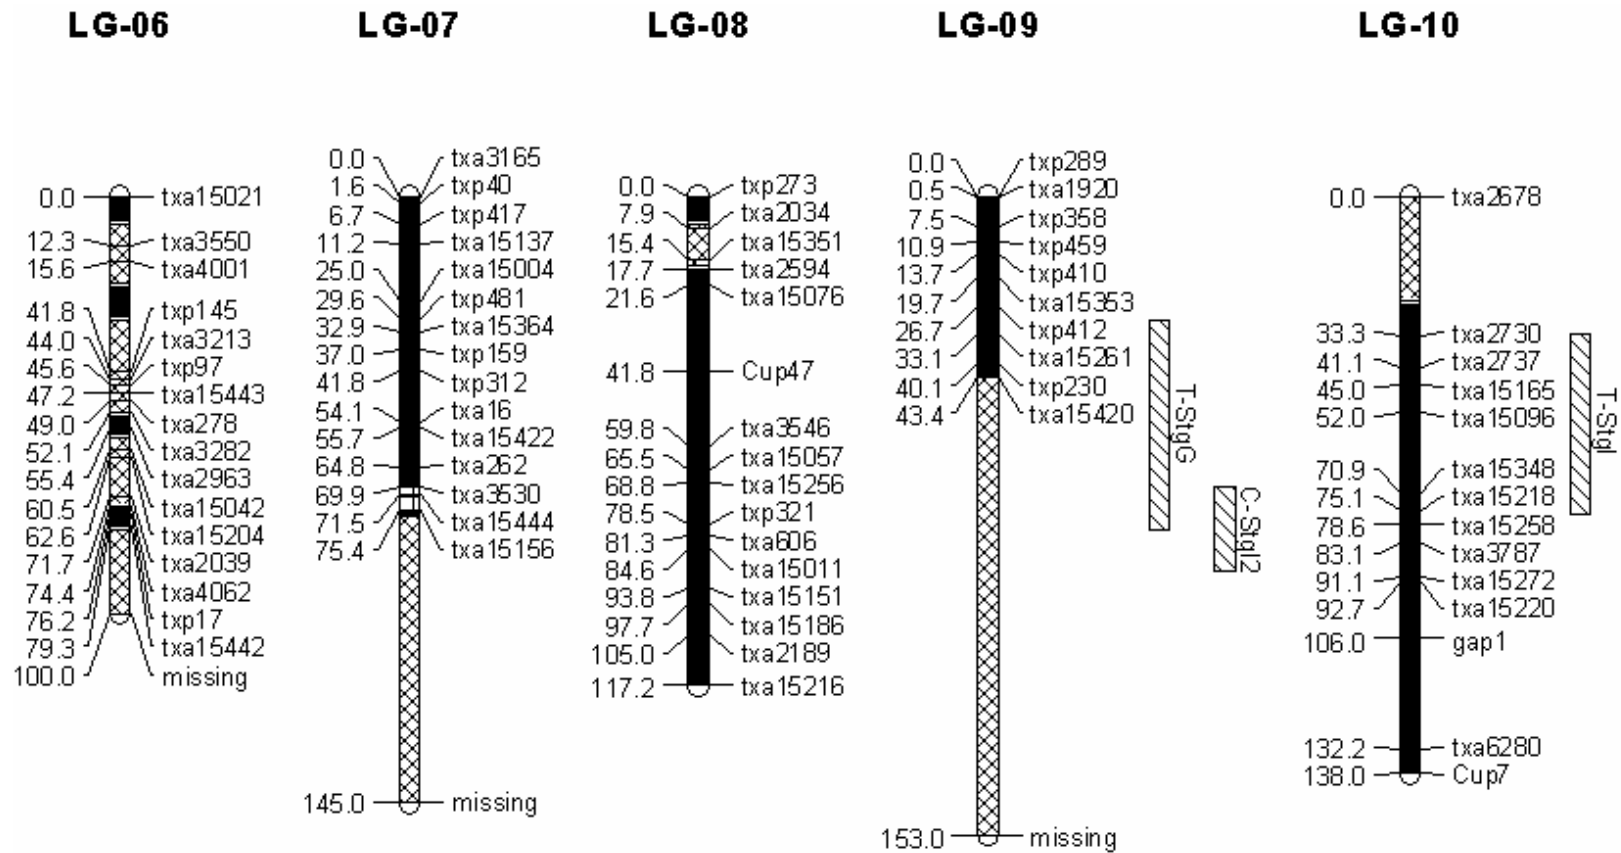 LG-06
LG-07
LG-08
LG-09
LG-10
0.0 txa15021
12.3 txa3550
15.6 txa4001
41.8 txp145
44.0 txa3213
45.6 txp97
47.2 txa15443
49.0 txa278
52.1 txa3282
55.4 txa2963
60.5 txa15042
62.6 txa15204
71.7 txa2039
74.4 txa4062
76.2 txp17
79.3 txa15442
100.0 missing
0.0 txa3165
1.6 txp40
6.7 txp417
11.2 txa15137
25.0 txa15004
29.6 txp481
32.9 txa15364
37.0 txp159
41.8 txp312
54.1 txa16
55.7 txa15422
64.8 txa262
69.9 txa3530
71.5 txa15444
75.4 txa15156
145.0 missing
0.0 txp273
7.9 txa2034
15.4 txa15351
17.7 txa2594
21.6 txa15076
41.8 Cup47
59.8 txa3546
65.5 txa15057
68.8 txa15256
78.5 txp321
81.3 txa606
84.6 txa15011
93.8 txa15151
97.7 txa15186
105.0 txa2189
117.2 txa15216
0.0 txp289
0.5 txa1920
7.5 txp358
10.9 txp459
13.7 txp410
19.7 txa15353
26.7 txp412
33.1 txa15261
40.1 txp230
43.4 txa15420
153.0 missing
T-StgG
C-StgI2
0.0 txa2678
33.3 txa2730
41.1 txa2737
45.0 txa15165
52.0 txa15096
70.9 txa15348
75.1 txa15218
78.6 txa15258
83.1 txa3787
91.1 txa15272
92.7 txa15220
106.0 gap1
132.2 txa6280
138.0 Cup7
T-StgI